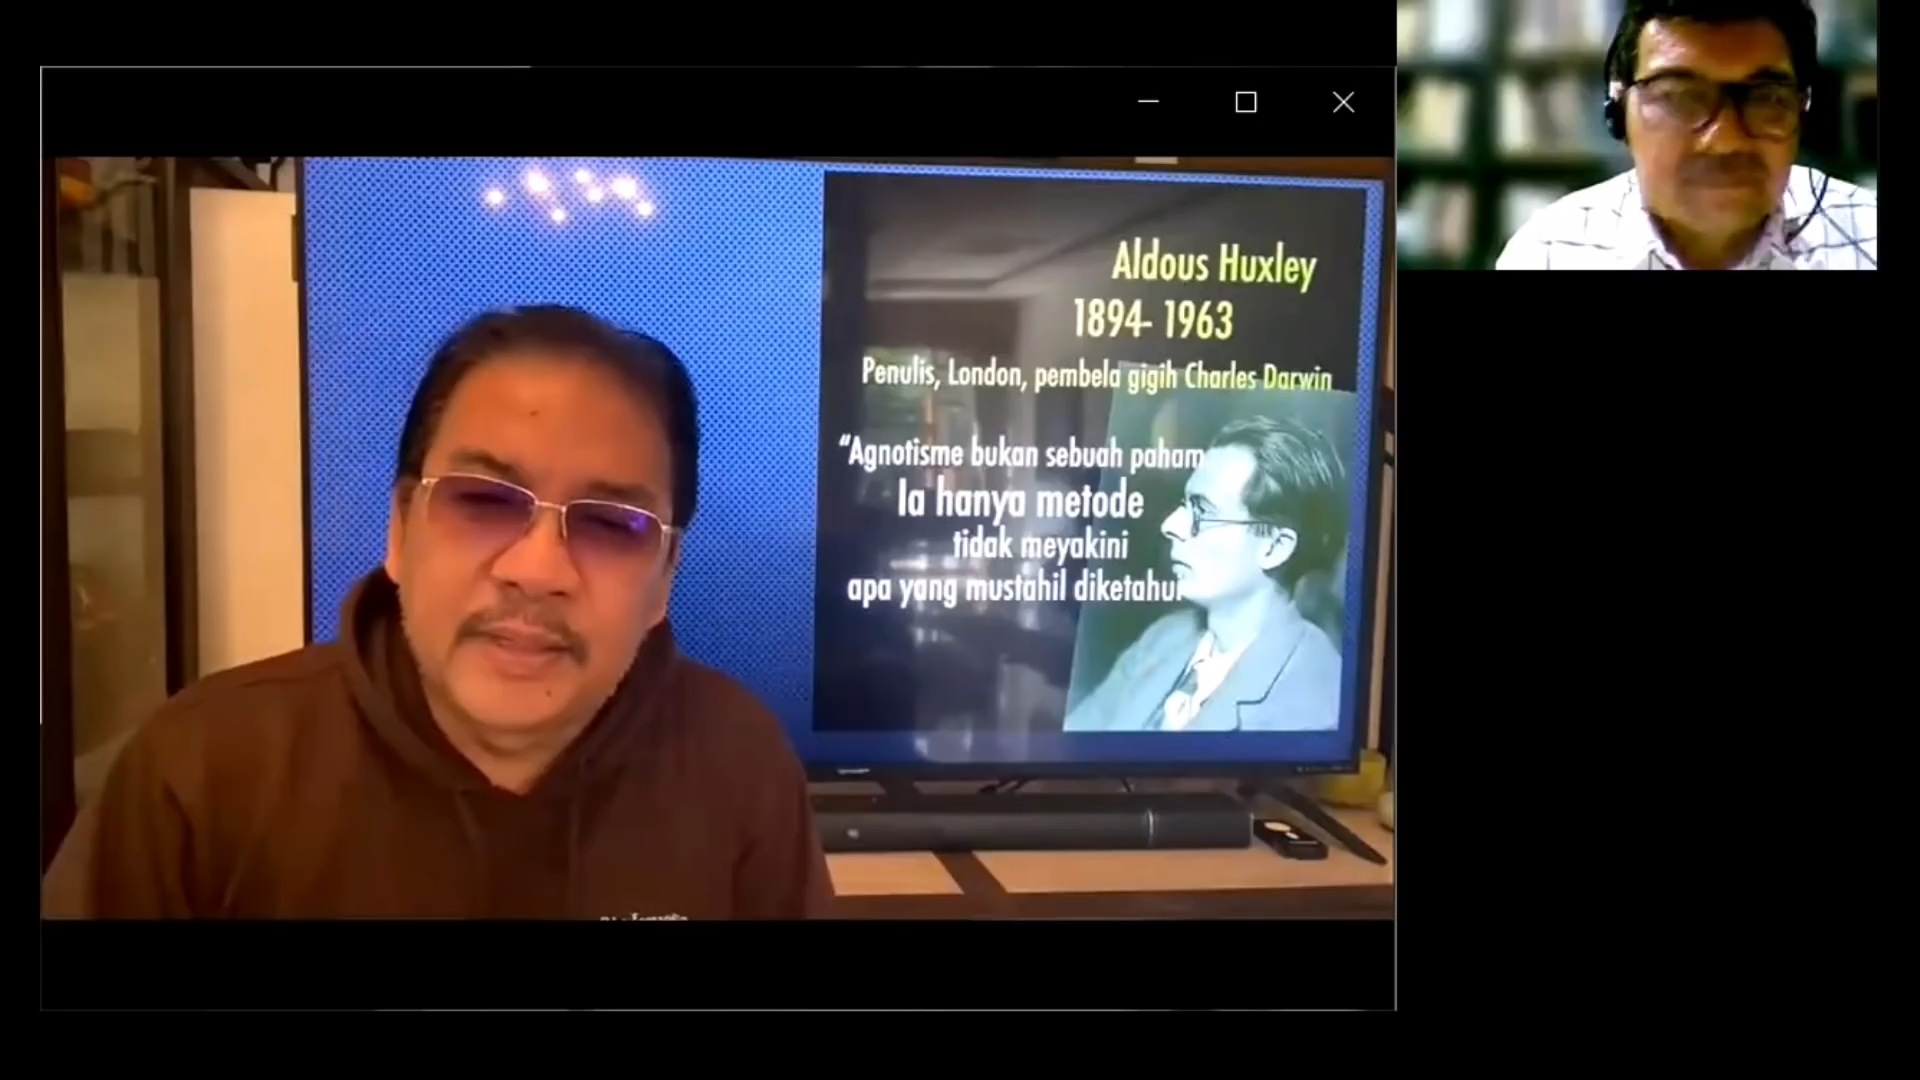 Aldous Huxley
1894- 1963
Penulis, London, pembela gigih Charles Darwin
“Agnotisme bukan sebuah paham
Ia hanya metode
tidak meyakini
apa yang mustahil diketahui